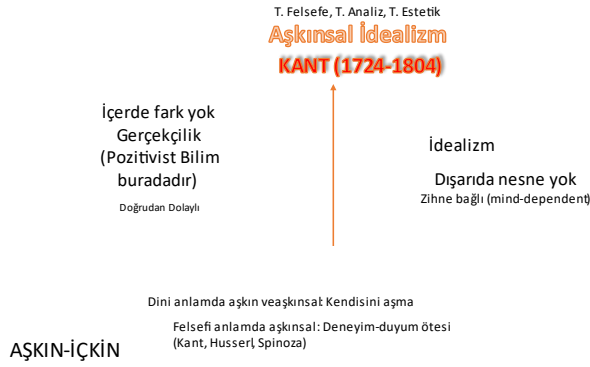 T. Felsefe, T. Analiz, T. Estetik
Aşkınsal İdealizm
KANT (1724-1804)
İçerde fark yok
Gerçekçilik
(Pozitivist Bilim
buradadır)
Doğrudan Dolaylı
İdealizm
Dışarıda nesne yok
Zihne bağlı (mind-dependent)
Dini anlamda aşkın veaşkınsal: Kendisini aşma
Felsefi anlamda aşkınsal: Deneyim-duyum ötesi
(Kant, Husserl, Spinoza)
AŞKIN-İÇKİN